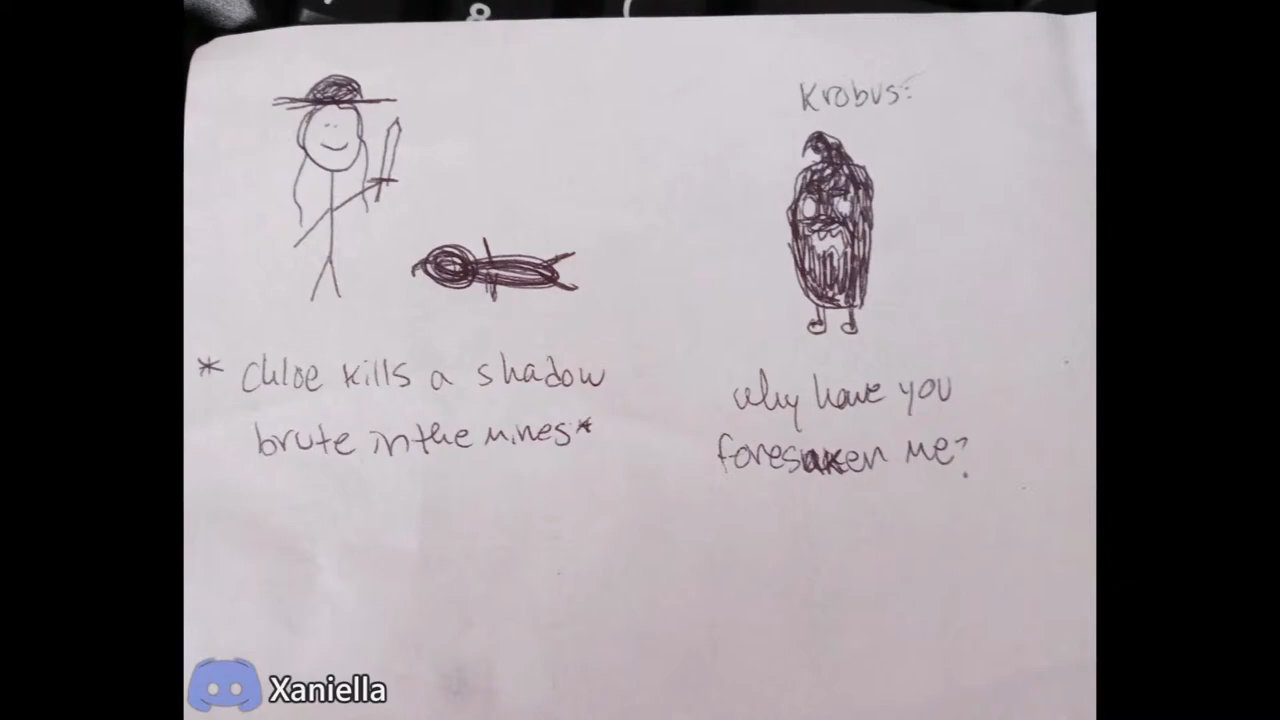 * Chloe kills a shadow
brute in the mines*
Krobus:
why have you
foresaken me?
Xaniella